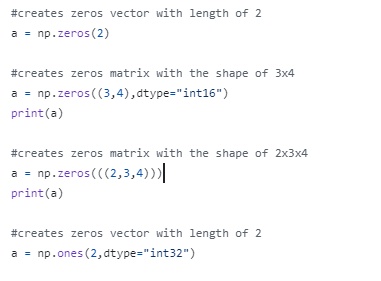 #creates zeros vector with length of 2
a = np.zeros(2)
#creates zeros matrix with the shape of 3x4
a = np.zeros((3,4),dtype="int16")
print(a)
#creates zeros matrix with the shape of 2x3x4
a = np.zeros(((2,3,4)))
print(a)
#creates zeros vector with length of 2
a = np.ones(2,dtype="int32")